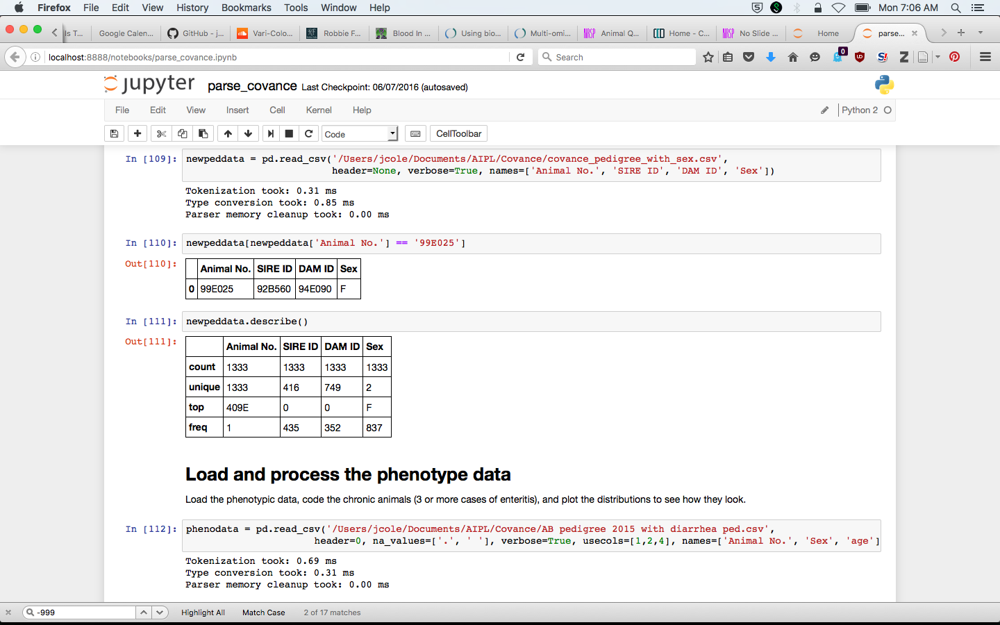 Firefox File Edit View History Bookmarks Tools Window Help Mon 7:06 AM
ls T... Google Calen... GitHub - j... Vari-Colo... Robbie F... Blood In ... Using bio... Multi-omi... NRSP Animal Q... Home - C... NRSP No Slide ... Home parse...
localhost:8888/notebooks/parse_covance.ipynb Search 0
jupyter parse_covance Last Checkpoint: 06/07/2016 (autosaved)
File Edit View Insert Cell Kernel Help Python 2
Code CellToolbar
In [109]: newpeddata = pd.read_csv('/Users/jcole/Documents/AIPL/Covance/covance_pedigree_with_sex.csv',
header=None, verbose=True, names=['Animal No.', 'SIRE ID', 'DAM ID', 'Sex'])
Tokenization took: 0.31 ms
Type conversion took: 0.85 ms
Parser memory cleanup took: 0.00 ms
In [110]: newpeddata[newpeddata['Animal No.'] == '99E025']
Out[110]:
Animal No. SIRE ID DAM ID Sex
0 99E025 92B560 94E090 F
In [111]: newpeddata.describe()
Out[111]:
Animal No. SIRE ID DAM ID Sex
count 1333 1333 1333 1333
unique 1333 416 749 2
top 409E 0 0 F
freq 1 435 352 837
Load and process the phenotype data
Load the phenotypic data, code the chronic animals (3 or more cases of enteritis), and plot the distributions to see how they look.
In [112]: phenodata = pd.read_csv('/Users/jcole/Documents/AIPL/Covance/AB pedigree 2015 with diarrhea ped.csv',
header=0, na_values=['.', ' '], verbose=True, usecols=[1,2,4], names=['Animal No.', 'Sex', 'age']
Tokenization took: 0.69 ms
Type conversion took: 0.31 ms
Parser memory cleanup took: 0.00 ms
-999 Highlight All Match Case 2 of 17 matches